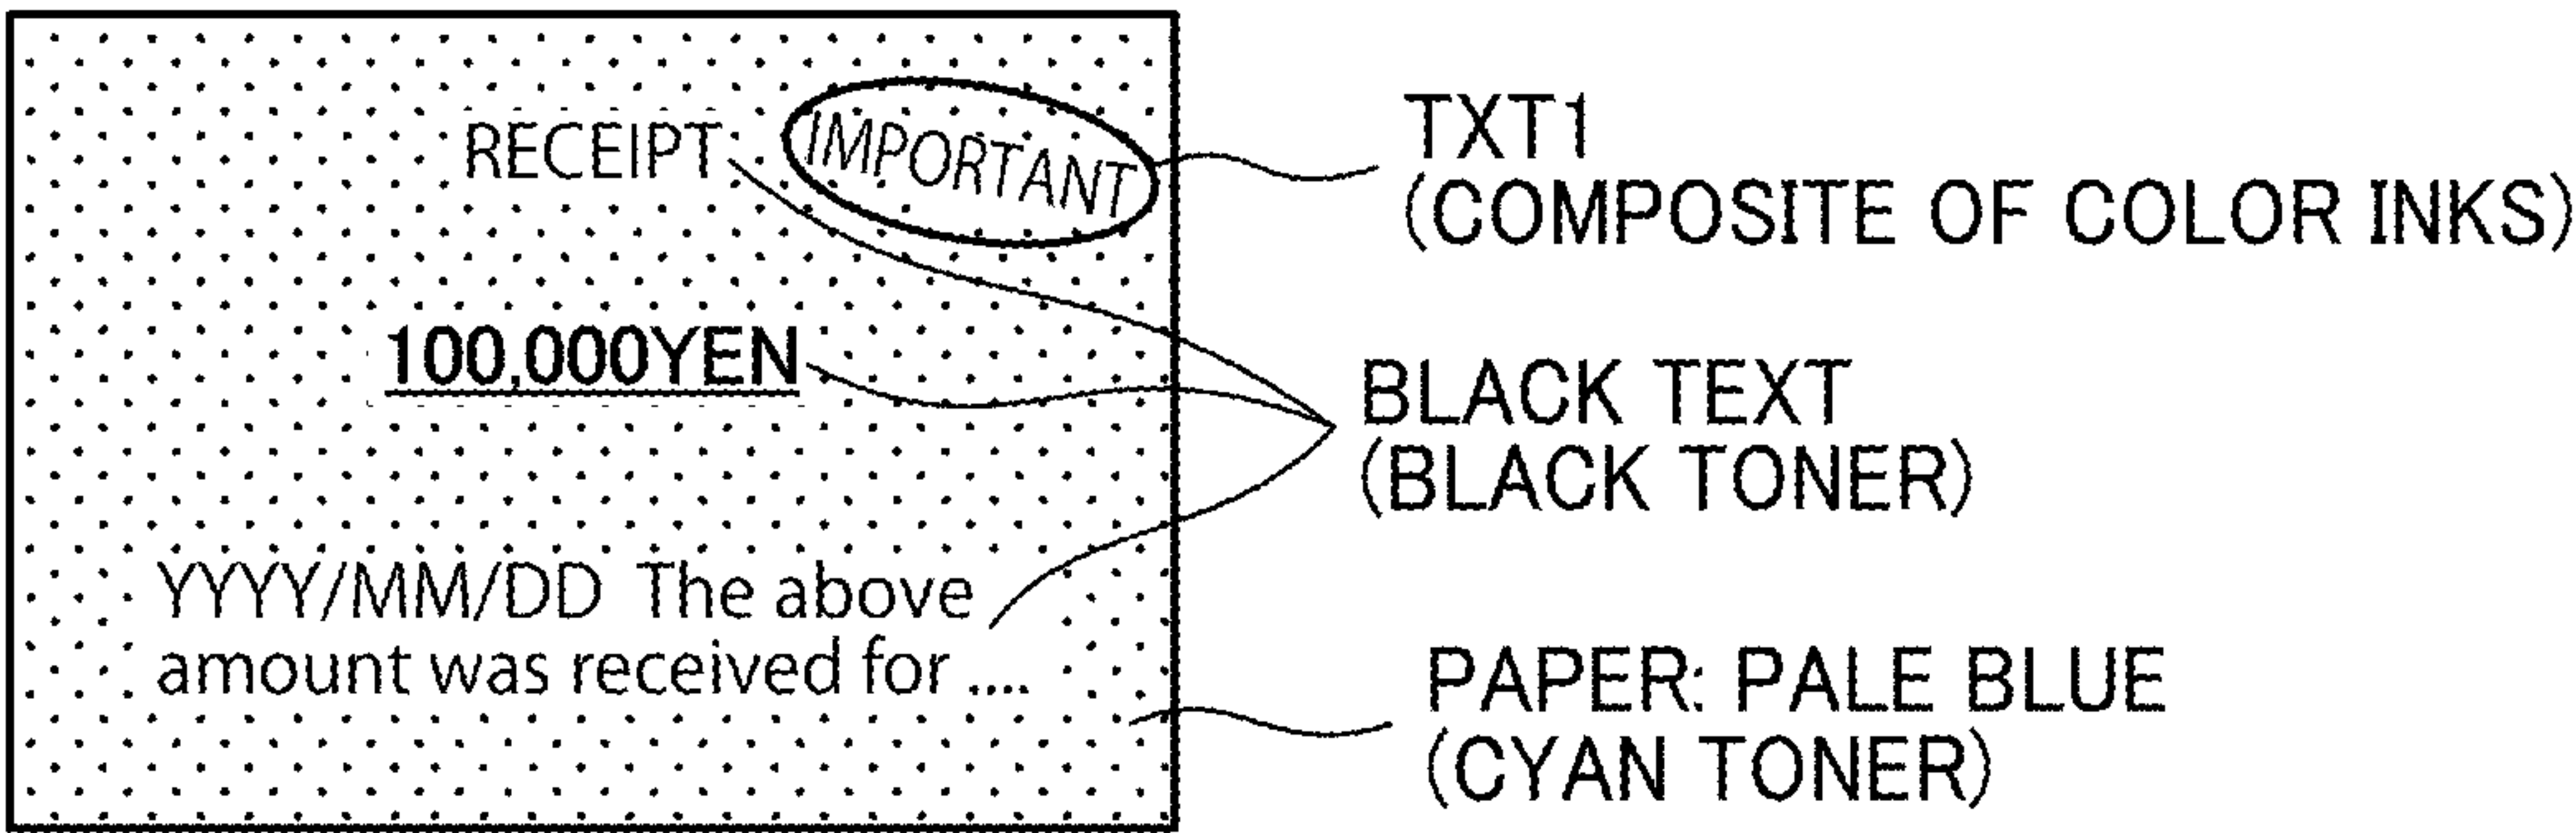 RECEIPT
IMPORTANT
100,000YEN
YYYY/MM/DD The above
amount was received for ....
TXT1
(COMPOSITE OF COLOR INKS)
BLACK TEXT
(BLACK TONER)
PAPER: PALE BLUE
(CYAN TONER)